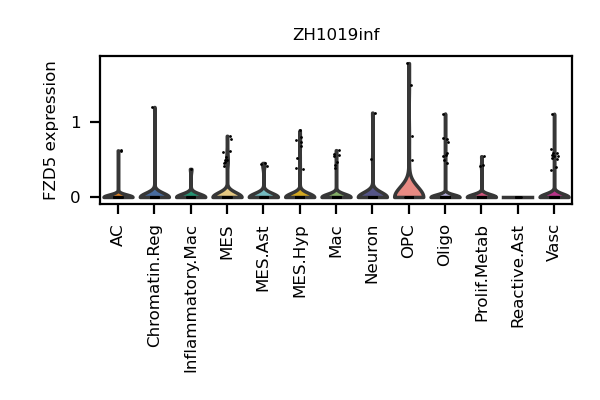 ZH1019inf
FZD5 expression
1
0
AC
Chromatin.Reg
Inflammatory.Mac
MES
MES.Ast
MES.Hyp
Mac
Neuron
OPC
Oligo
Prolif.Metab
Reactive.Ast
Vasc